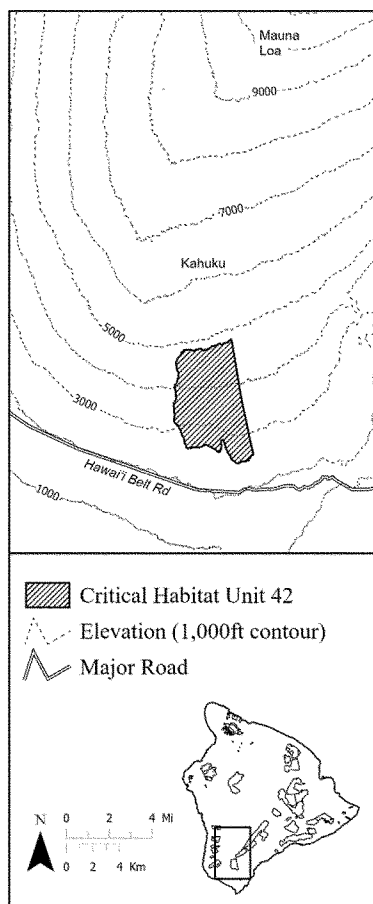 Mauna
Loa
9000
7000
Kahuku
5000
3000
Hawai'i Belt Rd
1000
Critical Habitat Unit 42
Elevation (1,000ft contour)
Major Road
N
0 2 4 Mi
0 2 4 Km